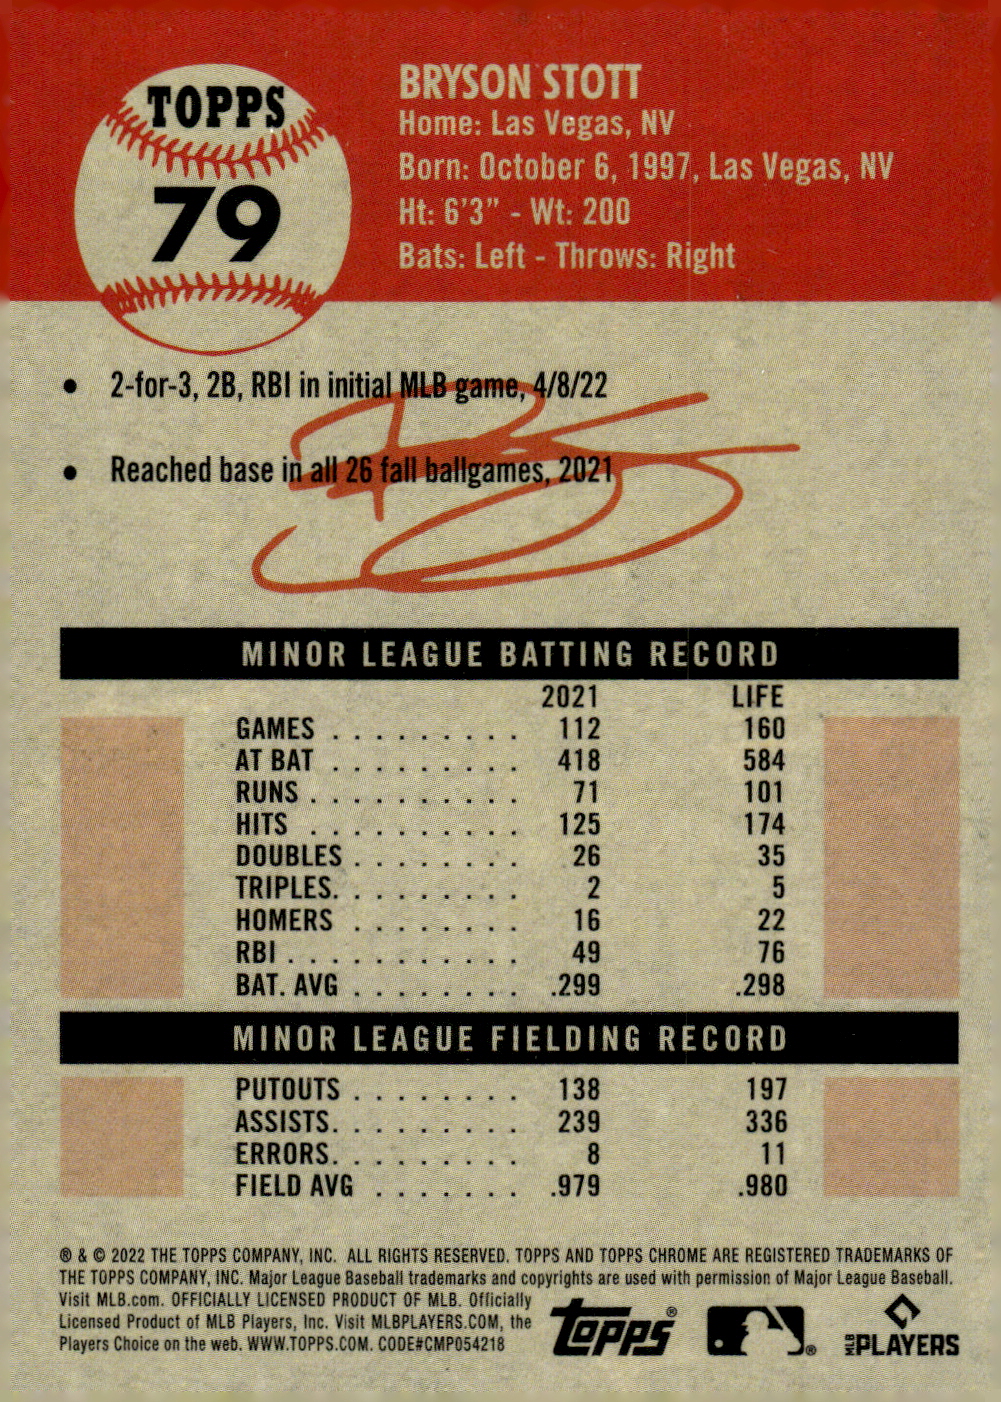 TOPPS
79
BRYSON STOTT
Home: Las Vegas, NV
Born: October 6, 1997, Las Vegas, NV
Ht: 6'3" - Wt: 200
Bats: Left - Throws: Right
• 2-for-3, 2B, RBI in initial MLB game, 4/8/22
• Reached base in all 26 fall ballgames, 2021
MINOR LEAGUE BATTING RECORD
2021 LIFE
GAMES . . . . . . . . . 112 160
AT BAT . . . . . . . . . 418 584
RUNS . . . . . . . . . . 71 101
HITS . . . . . . . . . . 125 174
DOUBLES . . . . . . . . 26 35
TRIPLES. . . . . . . . . 2 5
HOMERS . . . . . . . . 16 22
RBI . . . . . . . . . . . 49 76
BAT. AVG . . . . . . . . .299 .298
MINOR LEAGUE FIELDING RECORD
PUTOUTS . . . . . . . . 138 197
ASSISTS. . . . . . . . . 239 336
ERRORS. . . . . . . . . 8 11
FIELD AVG . . . . . . . .979 .980
® & © 2022 THE TOPPS COMPANY, INC. ALL RIGHTS RESERVED. TOPPS AND TOPPS CHROME ARE REGISTERED TRADEMARKS OF
THE TOPPS COMPANY, INC. Major League Baseball trademarks and copyrights are used with permission of Major League Baseball.
Visit MLB.com. OFFICIALLY LICENSED PRODUCT OF MLB. Officially
Licensed Product of MLB Players, Inc. Visit MLBPLAYERS.COM, the
Players Choice on the web. WWW.TOPPS.COM. CODE#CMP054218
Topps®
®
MLB PLAYERS